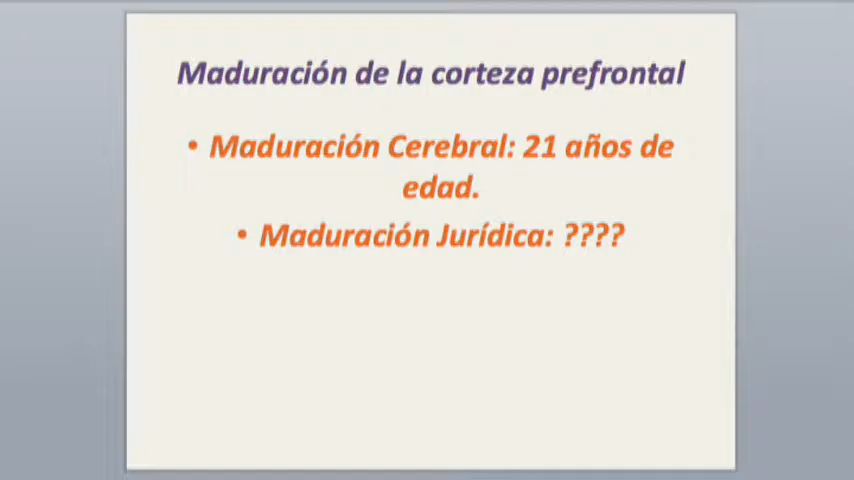 Maduración de la corteza prefrontal
• Maduración Cerebral: 21 años de
edad.
• Maduración Jurídica: ????